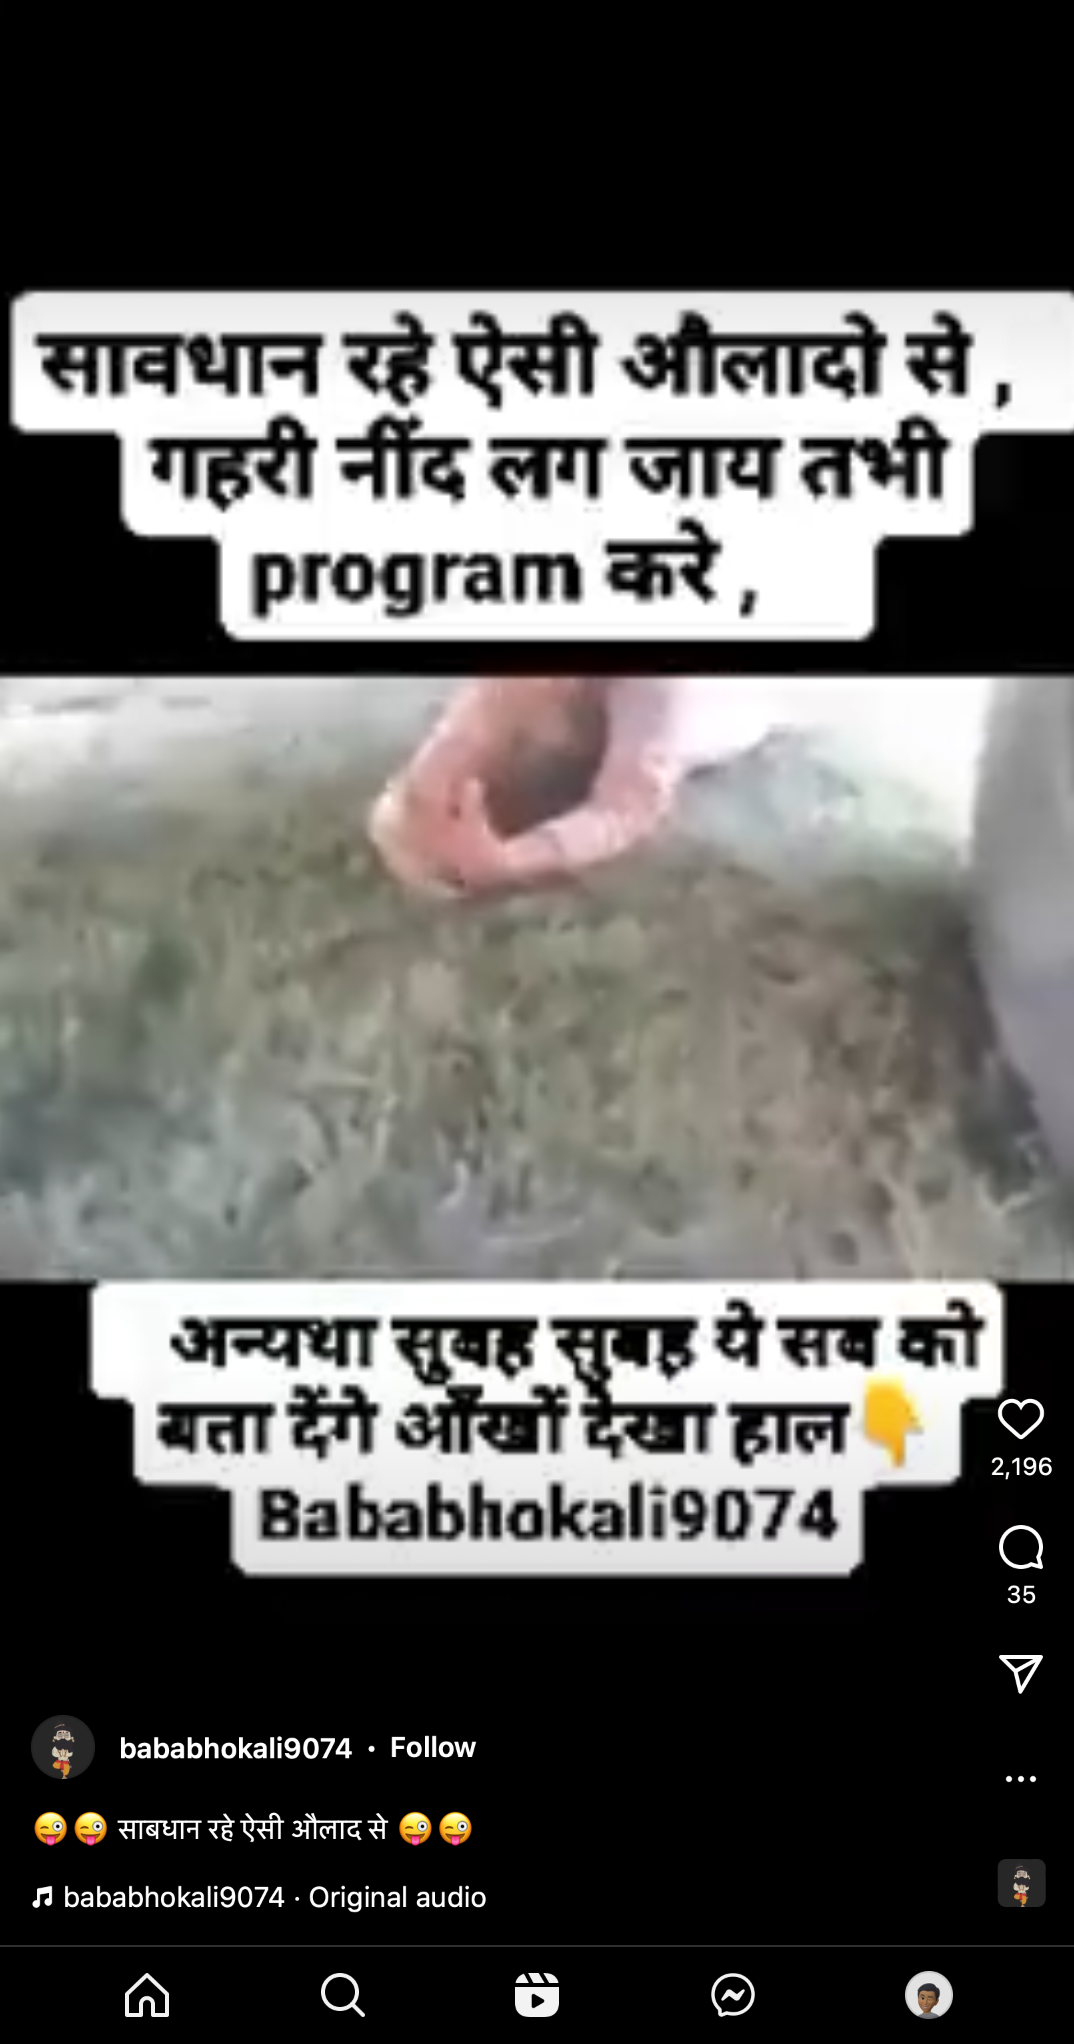 सावधान रहे ऐसी औलादो से ,
गहरी नींद लग जाय तभी
program करे ,
अन्यथा सुबह सुबह ये सब को
बता देंगे आँखों देखा हाल👇
Bababhokali9074
2,196
35
bababhokali9074 · Follow
😜😜 साबधान रहे ऐसी औलाद से 😜😜
bababhokali9074 · Original audio